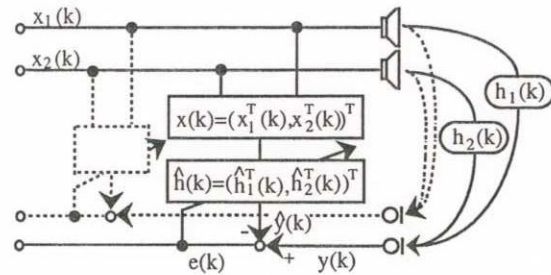 x₁(k)
x₂(k)
h₁(k)
h₂(k)
x(k)=(x₁ᵀ(k),x₂ᵀ(k))ᵀ
ĥ(k)=(ĥ₁ᵀ(k),ĥ₂ᵀ(k))ᵀ
- ŷ(k)
e(k) + y(k)